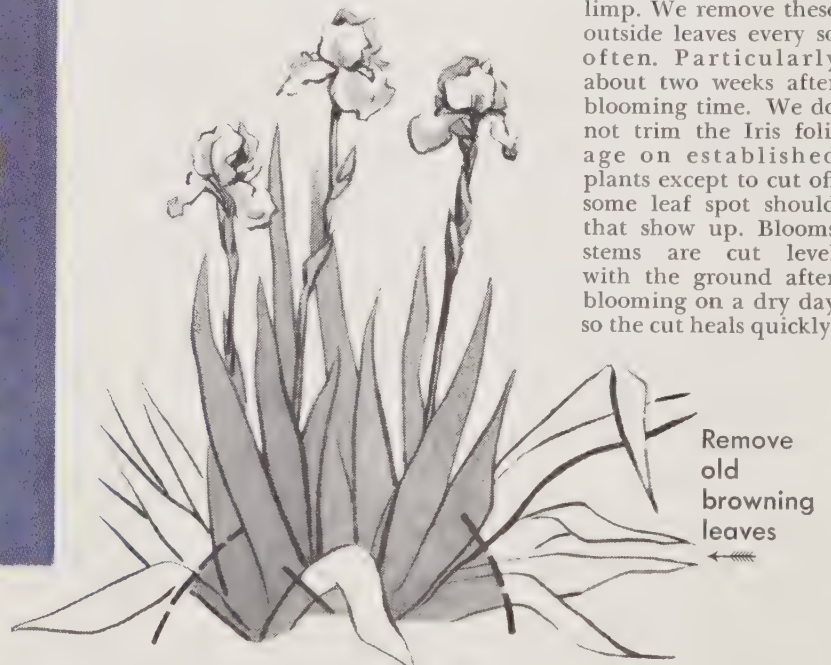 limp. We remove these
outside leaves every so
often. Particularly
about two weeks after
blooming time. We do
not trim the Iris foli
age on established
plants except to cut off
some leaf spot should
that show up. Blooms
stems are cut level
with the ground after
blooming on a dry day
so the cut heals quickly
Remove
old
browning
leaves